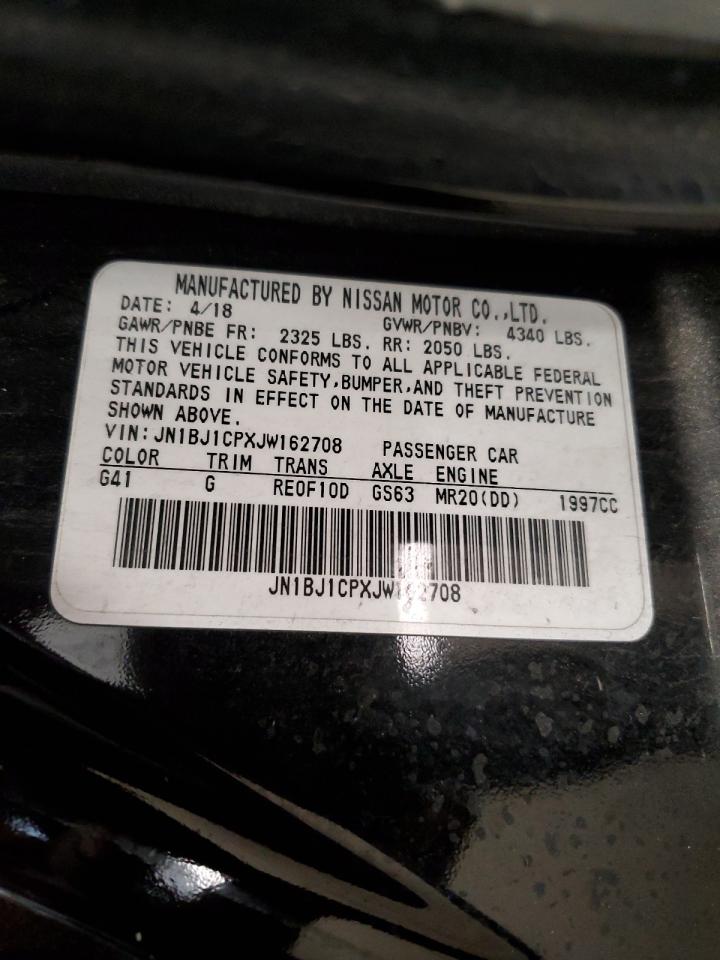 MANUFACTURED BY NISSAN MOTOR CO.,LTD.
DATE: 4/18 GVWR/PNBV: 4340 LBS.
GAWR/PNBE FR: 2325 LBS. RR: 2050 LBS.
THIS VEHICLE CONFORMS TO ALL APPLICABLE FEDERAL
MOTOR VEHICLE SAFETY,BUMPER,AND THEFT PREVENTION
STANDARDS IN EFFECT ON THE DATE OF MANUFACTURE
SHOWN ABOVE.
VIN:JN1BJ1CPXJW162708 PASSENGER CAR
COLOR TRIM TRANS AXLE ENGINE
G41 G RE0F10D GS63 MR20(DD) 1997CC
JN1BJ1CPXJW162708